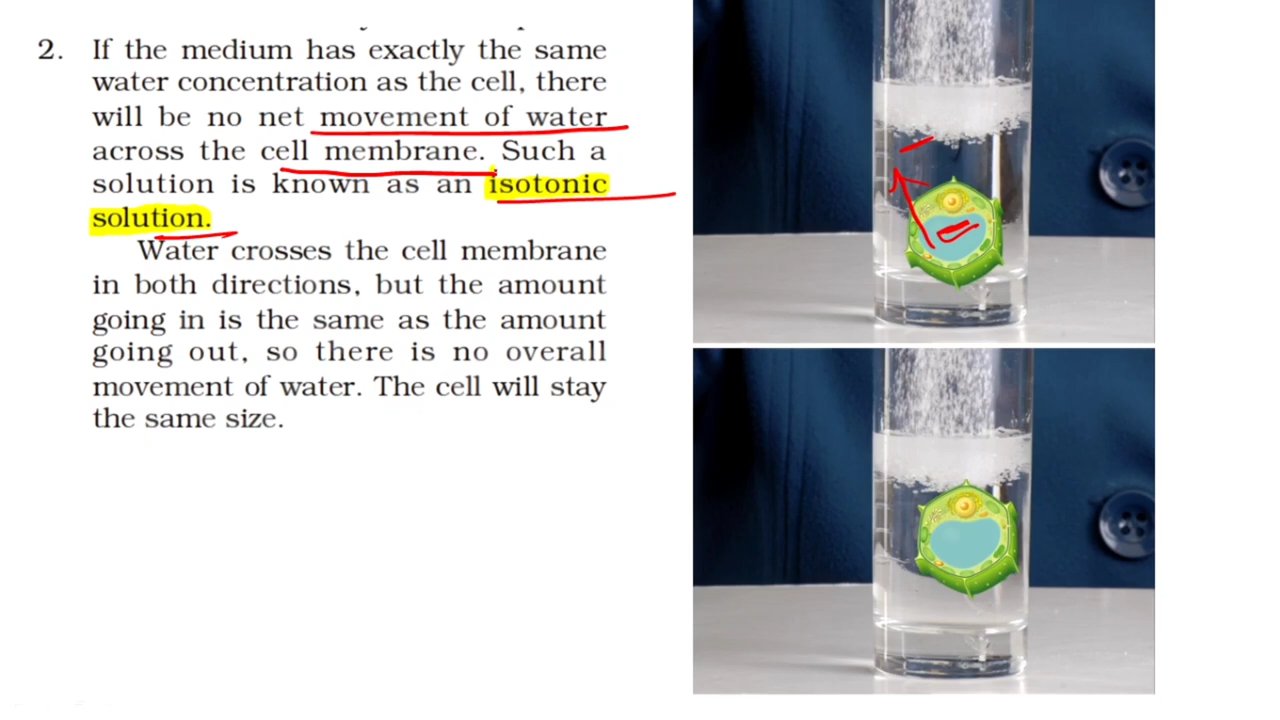 2. If the medium has exactly the same
water concentration as the cell, there
will be no net movement of water
across the cell membrane. Such a
solution is known as an isotonic
solution.
Water crosses the cell membrane
in both directions, but the amount
going in is the same as the amount
going out, so there is no overall
movement of water. The cell will stay
the same size.